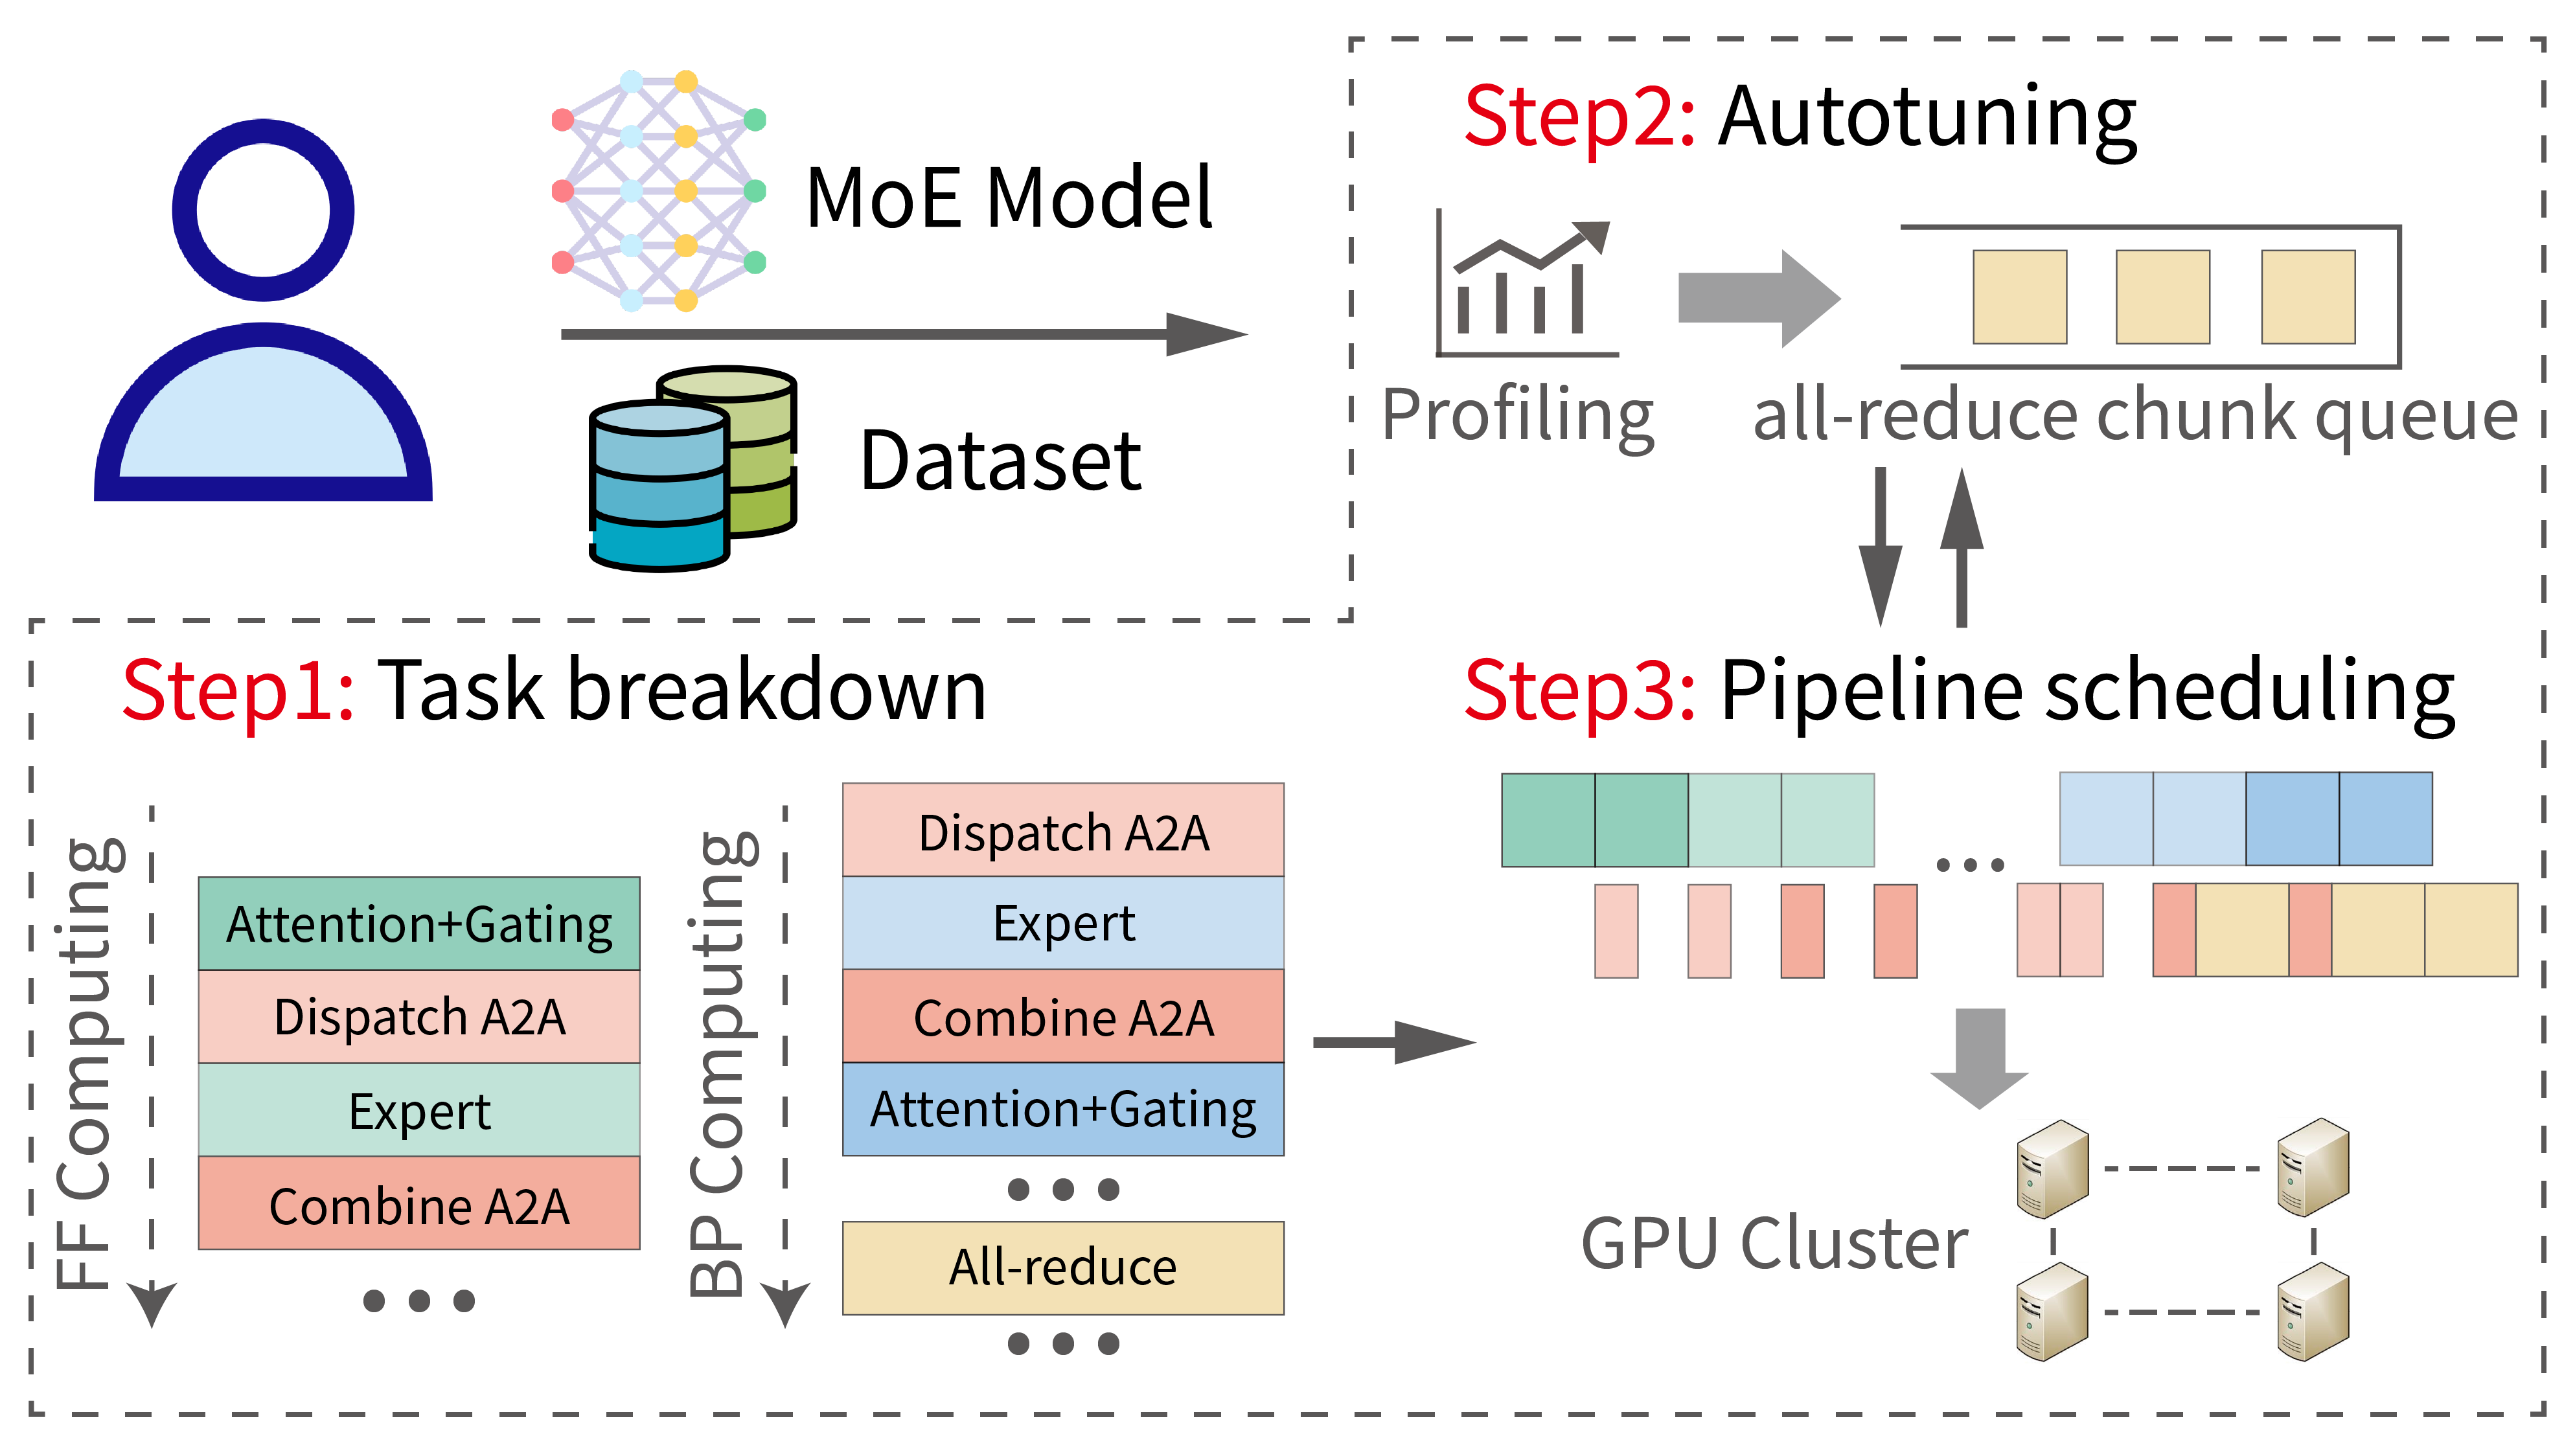 MoE Model
Dataset
Step2: Autotuning
Profiling
all-reduce chunk queue
Step1: Task breakdown
FF Computing
Attention+Gating
Dispatch A2A
Expert
Combine A2A
BP Computing
Dispatch A2A
Expert
Combine A2A
Attention+Gating
All-reduce
Step3: Pipeline scheduling
GPU Cluster